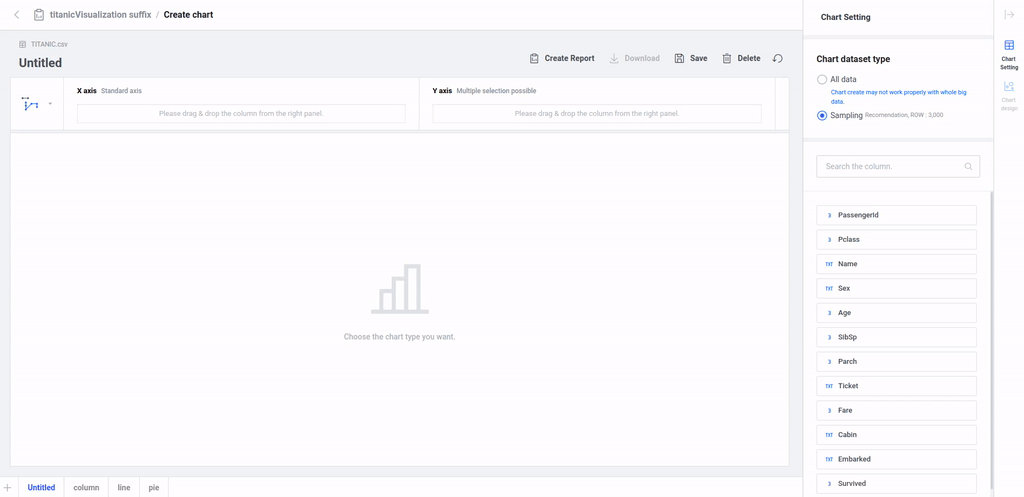 titanicVisualization suffix / Create chart
TITANIC.csv
Untitled
Create Report
Download
Save
Delete
X axis Standard axis
Please drag & drop the column from the right panel.
Y axis Multiple selection possible
Please drag & drop the column from the right panel.
Choose the chart type you want.
Untitled
column
line
pie
Chart Setting
Chart dataset type
All data
Chart create may not work properly with whole big
data.
Sampling Recomendation, ROW : 3,000
Search the column.
3 PassengerId
3 Pclass
TXT Name
TXT Sex
3 Age
3 SibSp
3 Parch
TXT Ticket
3 Fare
TXT Cabin
TXT Embarked
3 Survived
Chart
Setting
Chart
design